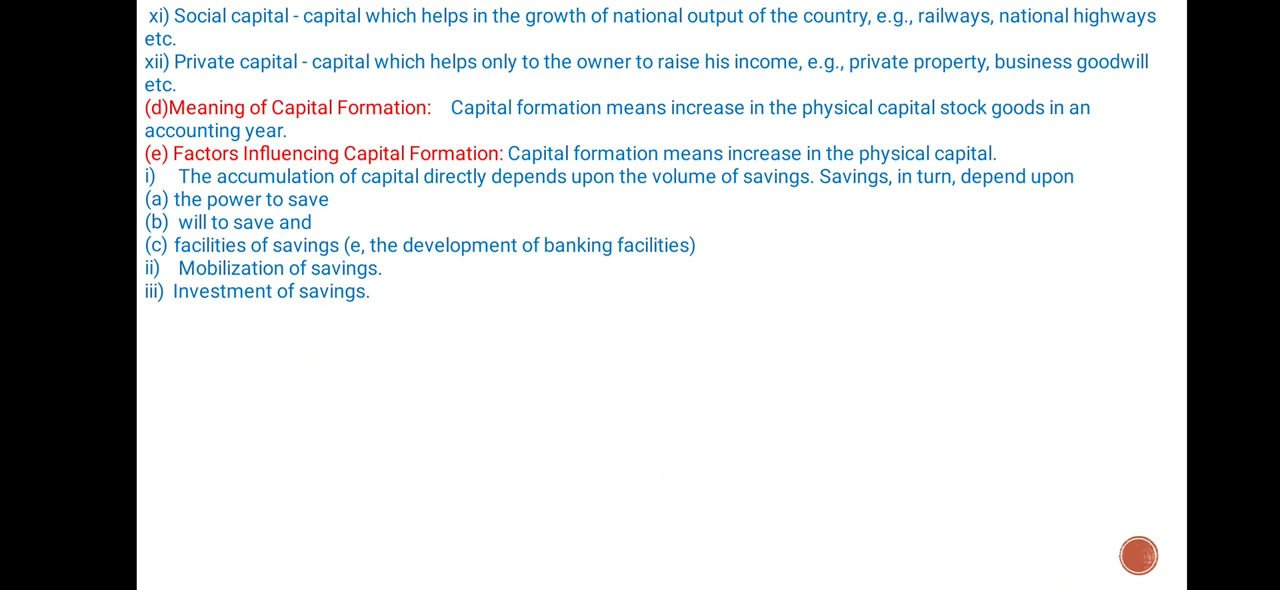 xi) Social capital - capital which helps in the growth of national output of the country, e.g., railways, national highways
etc.
xii) Private capital - capital which helps only to the owner to raise his income, e.g., private property, business goodwill
etc.
(d)Meaning of Capital Formation: Capital formation means increase in the physical capital stock goods in an
accounting year.
(e) Factors Influencing Capital Formation: Capital formation means increase in the physical capital.
i) The accumulation of capital directly depends upon the volume of savings. Savings, in turn, depend upon
(a) the power to save
(b) will to save and
(c) facilities of savings (e, the development of banking facilities)
ii) Mobilization of savings.
iii) Investment of savings.